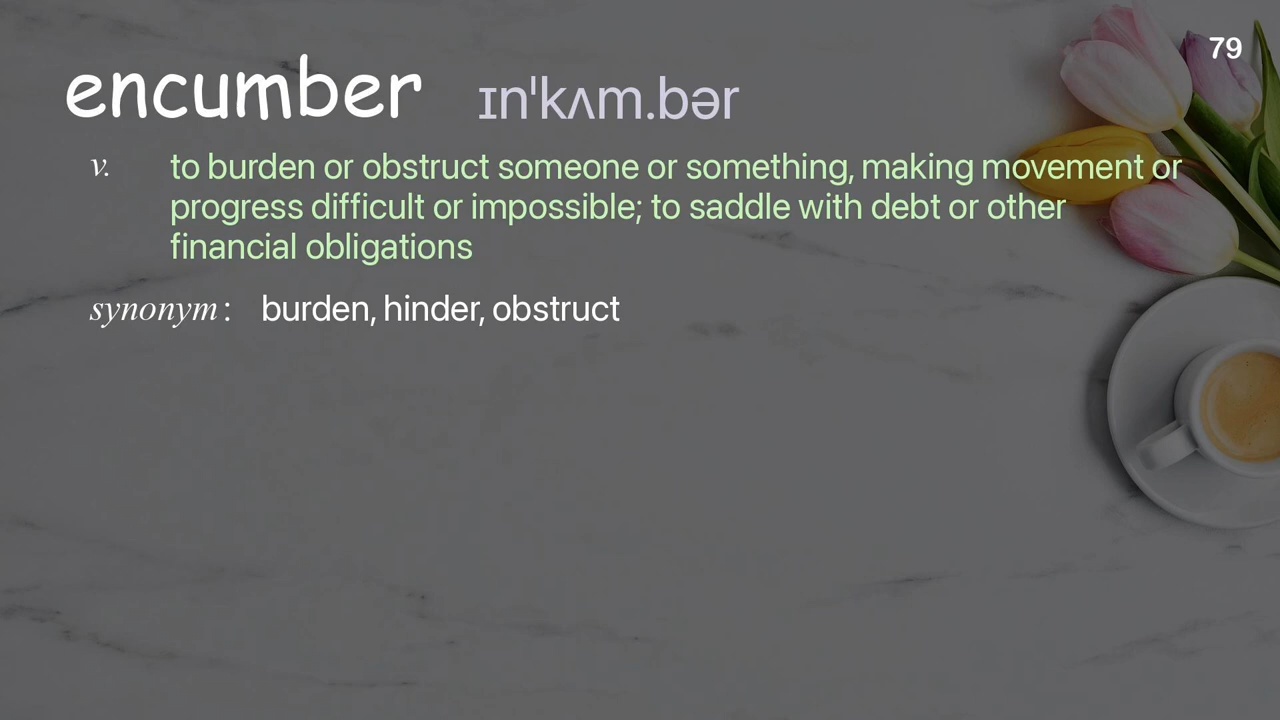 79
encumber ɪnˈkʌm.bər
v. to burden or obstruct someone or something, making movement or
progress difficult or impossible; to saddle with debt or other
financial obligations
synonym: burden, hinder, obstruct